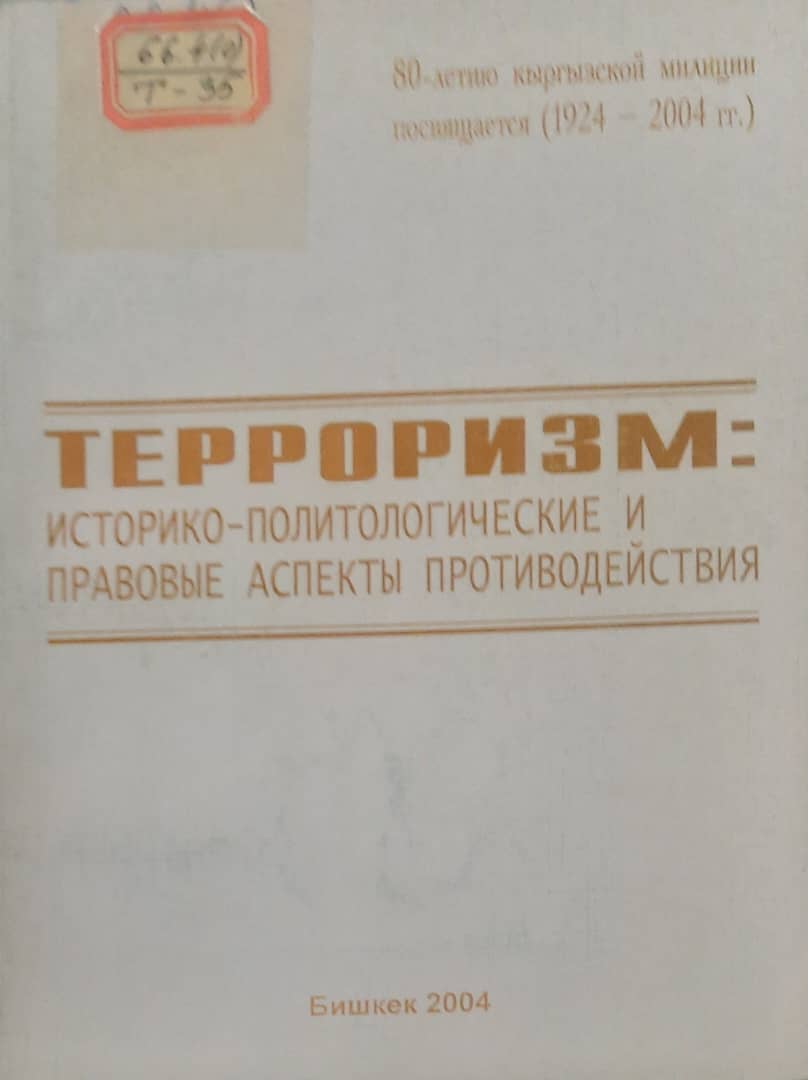 66.4(0)
Т-35
80-летию кыргызской милиции
посвящается (1924 – 2004 гг.)
ТЕРРОРИЗМ:
ИСТОРИКО-ПОЛИТОЛОГИЧЕСКИЕ И
ПРАВОВЫЕ АСПЕКТЫ ПРОТИВОДЕЙСТВИЯ
Бишкек 2004